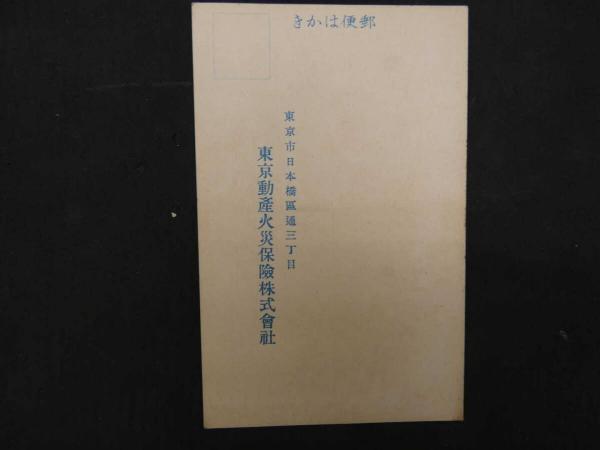 郵便はかき
東京市日本橋區通三丁目
東京動產火災保險株式會社